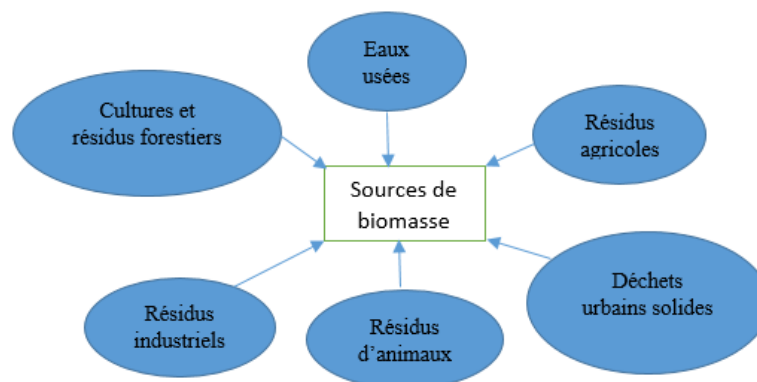 Eaux
usées
Cultures et
résidus forestiers
Résidus
agricoles
Sources de
biomasse
Résidus
industriels
Résidus
d’animaux
Déchets
urbains solides